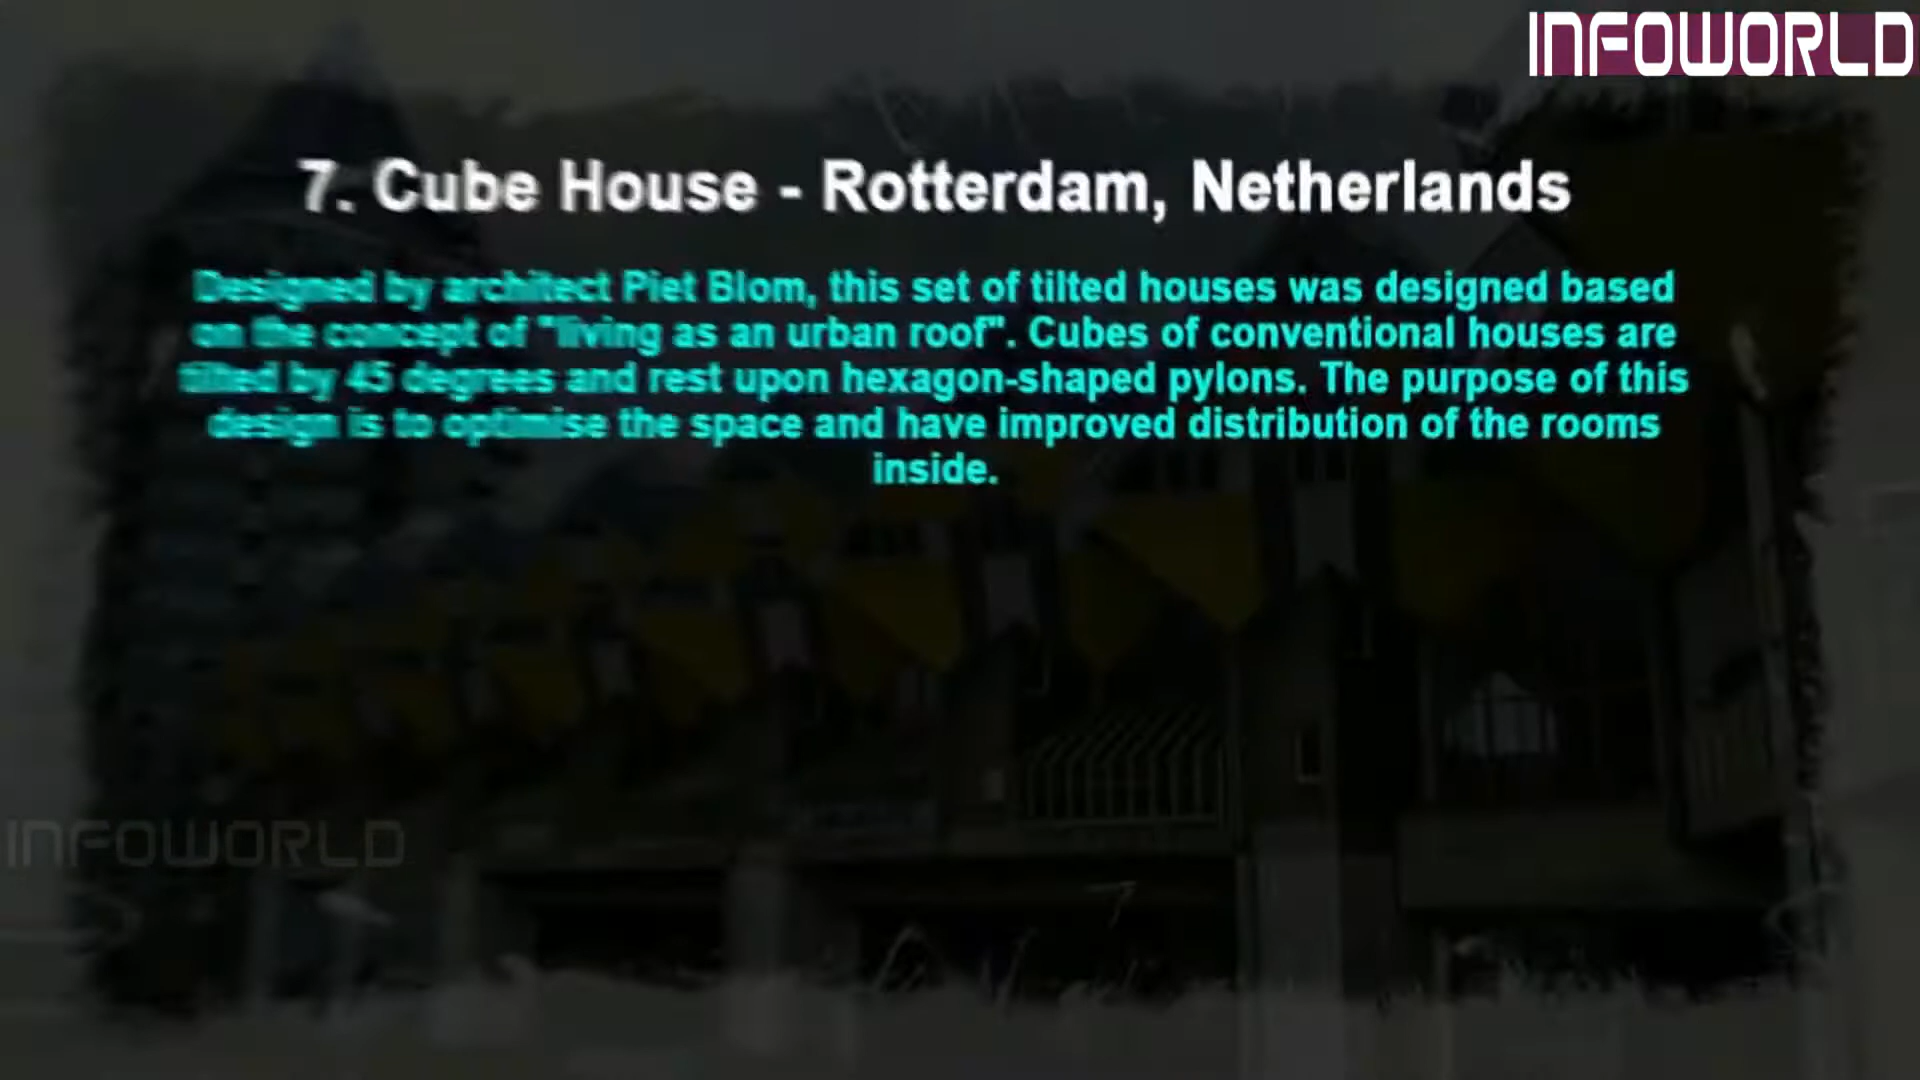 INFOWORLD
7. Cube House - Rotterdam, Netherlands
Designed by architect Piet Blom, this set of tilted houses was designed based
on the concept of "living as an urban roof". Cubes of conventional houses are
tilted by 45 degrees and rest upon hexagon-shaped pylons. The purpose of this
design is to optimise the space and have improved distribution of the rooms
inside.
INFOWORLD